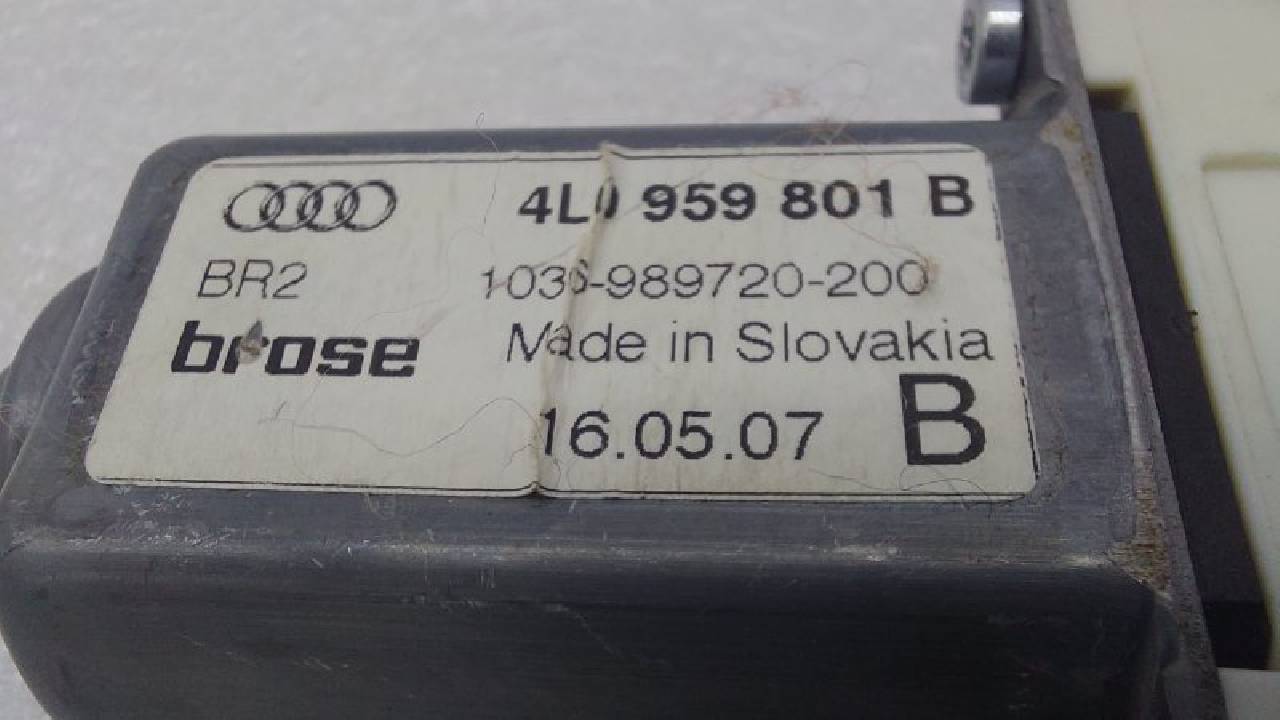 4L0 959 801 B
BR2 1036-989720-200
brose Made in Slovakia
16.05.07 B